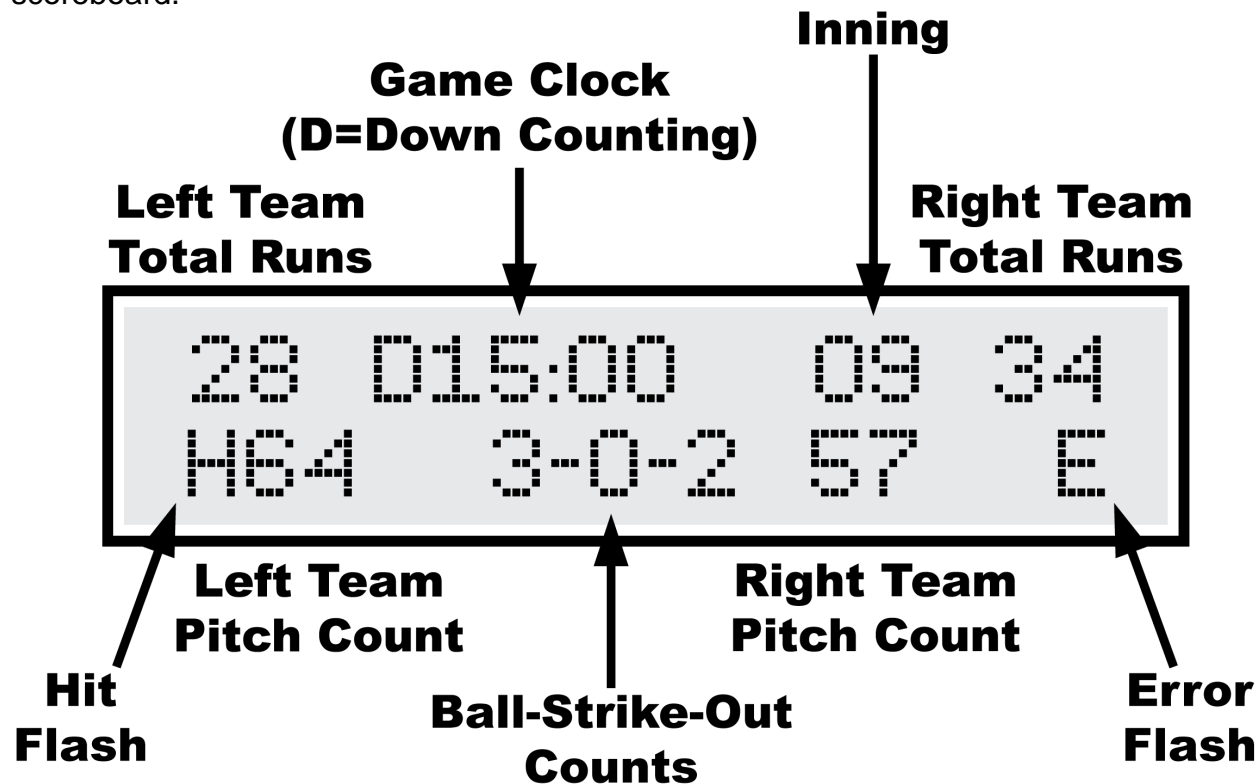 scoreboard.
Inning
Game Clock
(D=Down Counting)
Left Team
Total Runs
Right Team
Total Runs
28 D15:00 09 34
H64 3-0-2 57 E
Left Team
Pitch Count
Right Team
Pitch Count
Hit
Flash
Ball-Strike-Out
Counts
Error
Flash